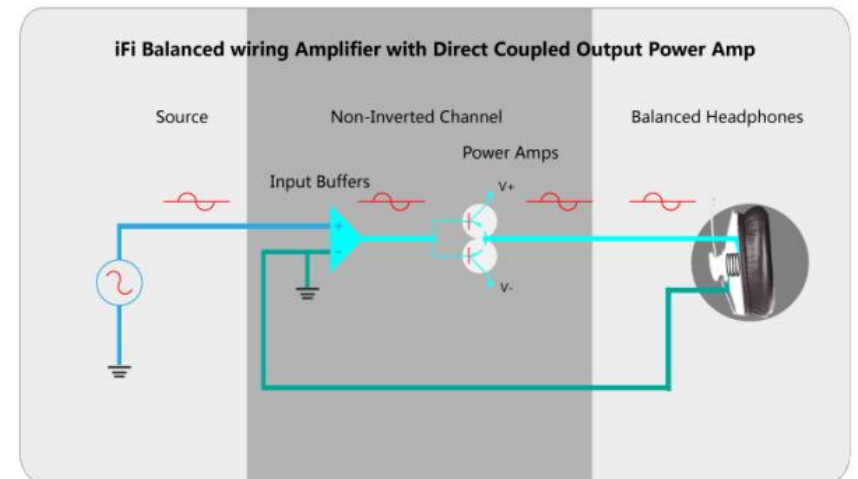 iFi Balanced wiring Amplifier with Direct Coupled Output Power Amp
Source
Non-Inverted Channel
Balanced Headphones
Power Amps
Input Buffers
V+
+
-
V-